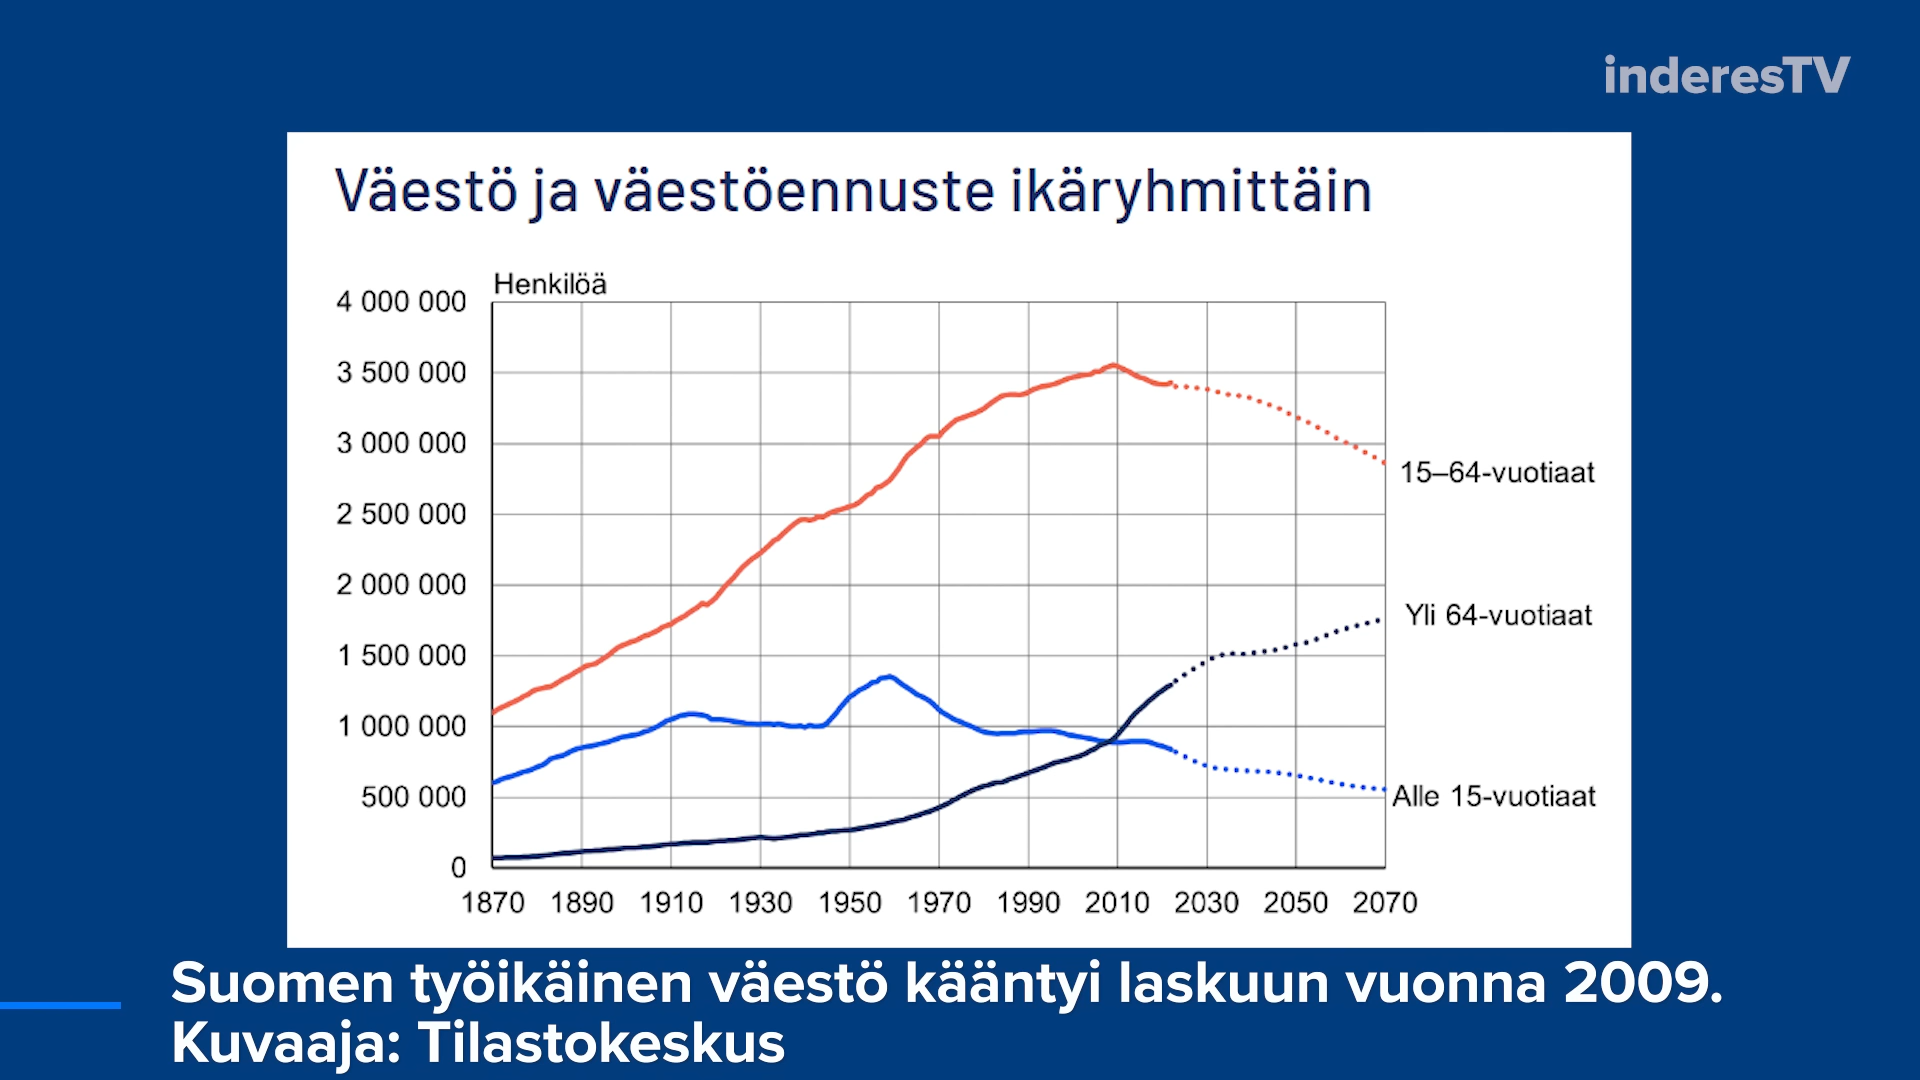 inderesTV
Väestö ja väestöennuste ikäryhmittäin
Henkilöä
4 000 000
3 500 000
3 000 000
2 500 000
2 000 000
1 500 000
1 000 000
500 000
0
15–64-vuotiaat
Yli 64-vuotiaat
Alle 15-vuotiaat
1870 1890 1910 1930 1950 1970 1990 2010 2030 2050 2070
Suomen työikäinen väestö kääntyi laskuun vuonna 2009.
Kuvaaja: Tilastokeskus